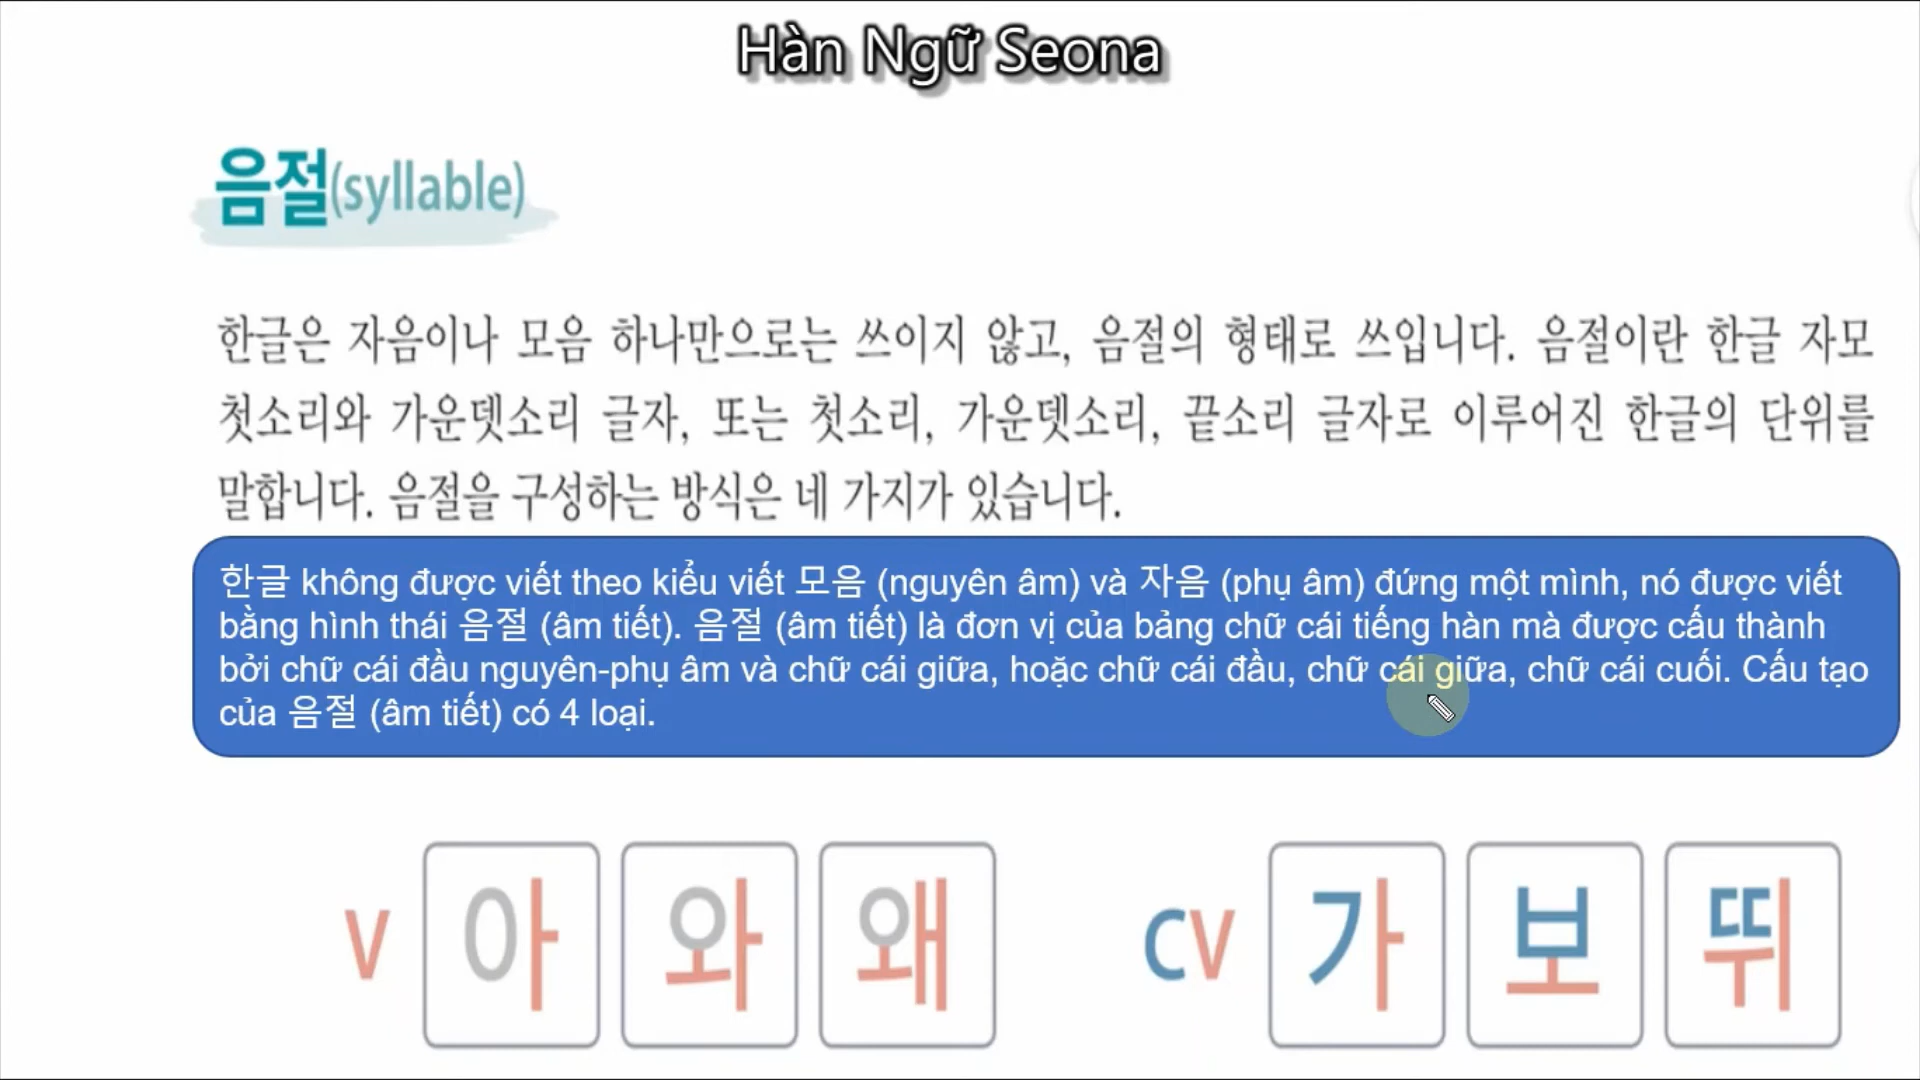 Hàn Ngữ Seona
음절(syllable)
한글은 자음이나 모음 하나만으로는 쓰이지 않고, 음절의 형태로 쓰입니다. 음절이란 한글 자모
첫소리와 가운뎃소리 글자, 또는 첫소리, 가운뎃소리, 끝소리 글자로 이루어진 한글의 단위를
말합니다. 음절을 구성하는 방식은 네 가지가 있습니다.
한글 không được viết theo kiểu viết 모음 (nguyên âm) và 자음 (phụ âm) đứng một mình, nó được viết
bằng hình thái 음절 (âm tiết). 음절 (âm tiết) là đơn vị của bảng chữ cái tiếng hàn mà được cấu thành
bởi chữ cái đầu nguyên-phụ âm và chữ cái giữa, hoặc chữ cái đầu, chữ cái giữa, chữ cái cuối. Cấu tạo
của 음절 (âm tiết) có 4 loại.
V 아 와 왜 CV 가 보 뛰